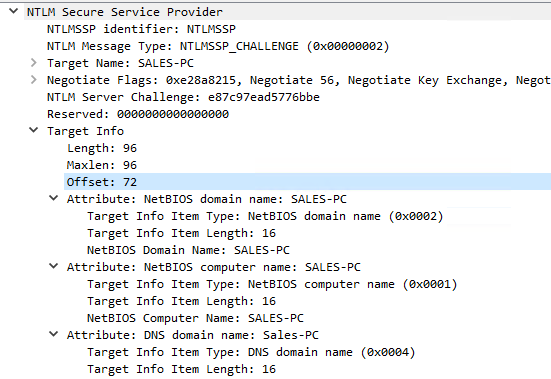 NTLM Secure Service Provider
NTLMSSP identifier: NTLMSSP
NTLM Message Type: NTLMSSP_CHALLENGE (0x00000002)
Target Name: SALES-PC
Negotiate Flags: 0xe28a8215, Negotiate 56, Negotiate Key Exchange, Negot
NTLM Server Challenge: e87c97ead5776bbe
Reserved: 0000000000000000
Target Info
Length: 96
Maxlen: 96
Offset: 72
Attribute: NetBIOS domain name: SALES-PC
Target Info Item Type: NetBIOS domain name (0x0002)
Target Info Item Length: 16
NetBIOS Domain Name: SALES-PC
Attribute: NetBIOS computer name: SALES-PC
Target Info Item Type: NetBIOS computer name (0x0001)
Target Info Item Length: 16
NetBIOS Computer Name: SALES-PC
Attribute: DNS domain name: Sales-PC
Target Info Item Type: DNS domain name (0x0004)
Target Info Item Length: 16